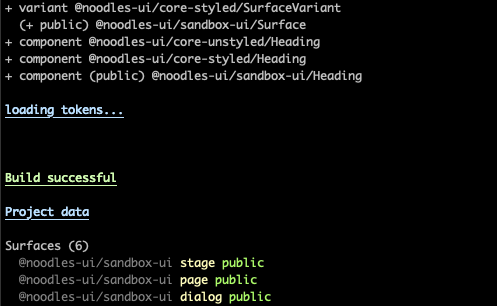 + variant @noodles-ui/core-styled/SurfaceVariant
(+ public) @noodles-ui/sandbox-ui/Surface
+ component @noodles-ui/core-unstyled/Heading
+ component @noodles-ui/core-styled/Heading
+ component (public) @noodles-ui/sandbox-ui/Heading
loading tokens...
Build successful
Project data
Surfaces (6)
@noodles-ui/sandbox-ui stage public
@noodles-ui/sandbox-ui page public
@noodles-ui/sandbox-ui dialog public